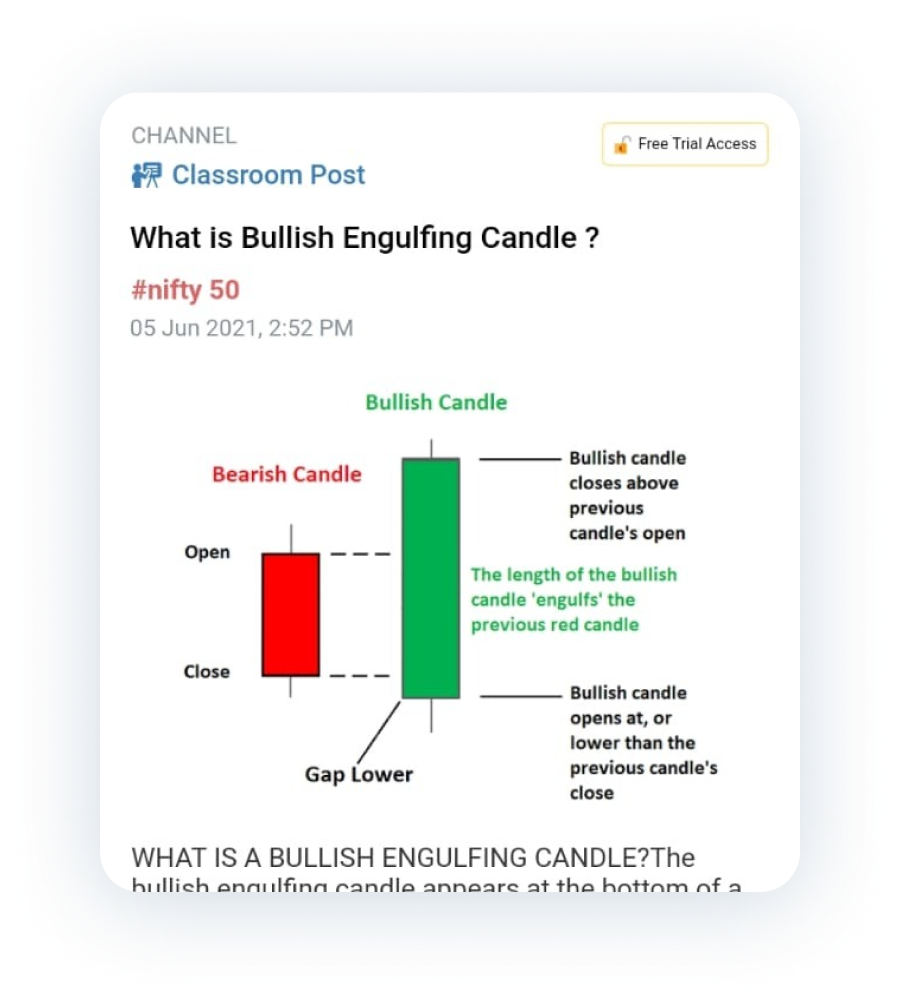 CHANNEL
Free Trial Access
Classroom Post
What is Bullish Engulfing Candle ?
#nifty 50
05 Jun 2021, 2:52 PM
Bullish Candle
Bearish Candle
Bullish candle
closes above
previous
candle's open
Open
The length of the bullish
candle 'engulfs' the
previous red candle
Close
Bullish candle
opens at, or
lower than the
previous candle's
close
Gap Lower
WHAT IS A BULLISH ENGULFING CANDLE?The
bullish engulfing candle appears at the bottom of a